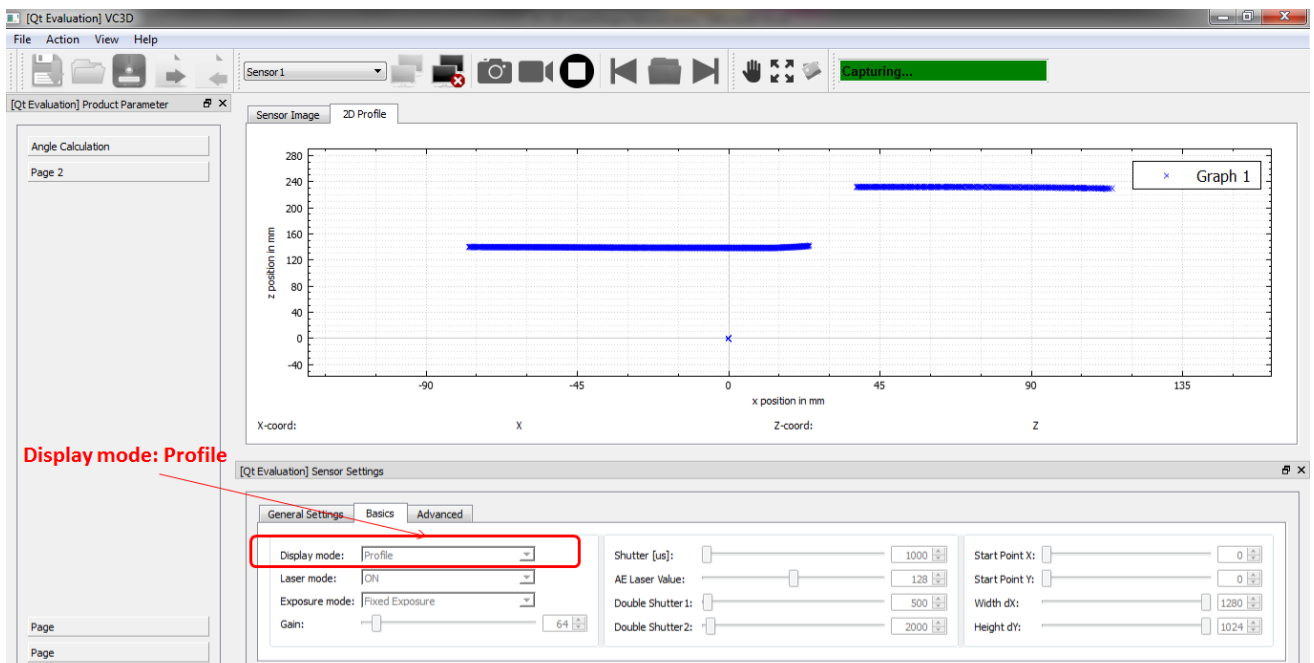 [Qt Evaluation] VC3D
File Action View Help
Sensor1
Capturing...
[Qt Evaluation] Product Parameter
Angle Calculation
Page 2
Page
Page
Sensor Image 2D Profile
280
240
200
160
120
80
40
0
-40
z position in mm
Graph 1
-90 -45 0 45 90 135
x position in mm
X-coord: X Z-coord: Z
Display mode: Profile
[Qt Evaluation] Sensor Settings
General Settings Basics Advanced
Display mode: Profile
Laser mode: ON
Exposure mode: Fixed Exposure
Gain: 64
Shutter [us]: 1000
AE Laser Value: 128
Double Shutter1: 500
Double Shutter2: 2000
Start Point X: 0
Start Point Y: 0
Width dX: 1280
Height dY: 1024